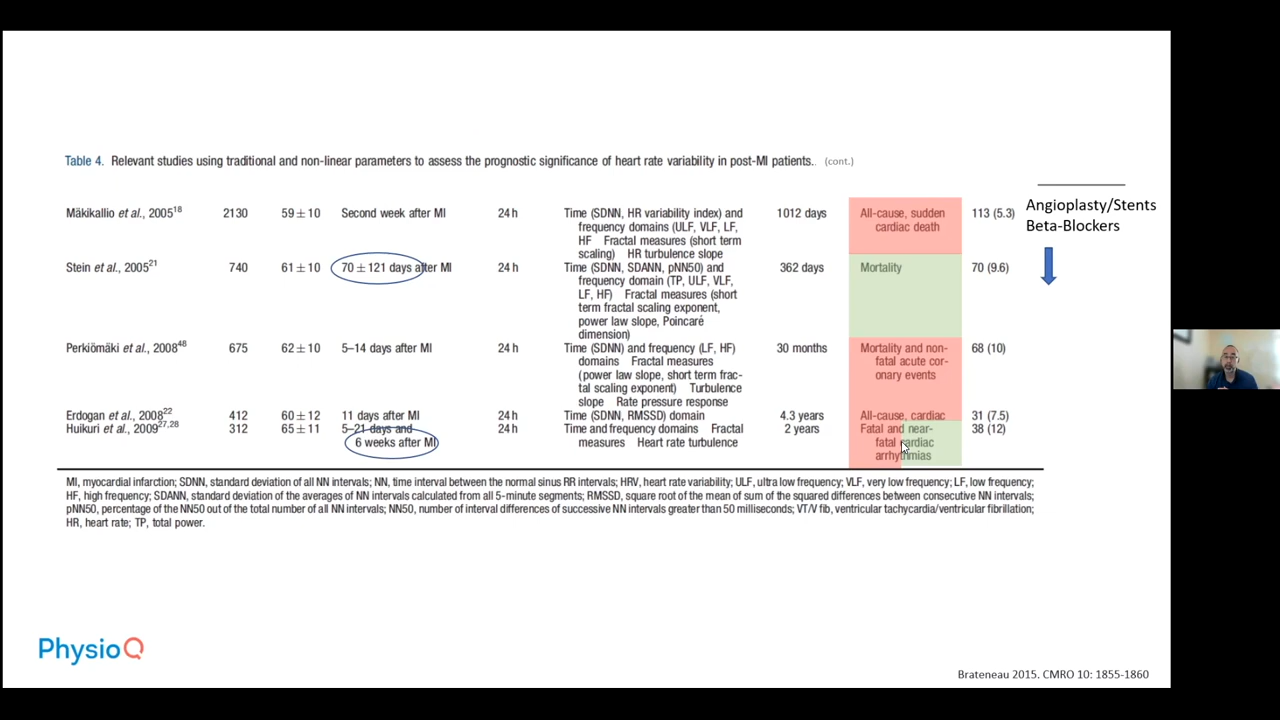 Table 4. Relevant studies using traditional and non-linear parameters to assess the prognostic significance of heart rate variability in post-MI patients. (cont.)
Mäkikallio et al., 2005¹⁸ 2130 59 ± 10 Second week after MI 24 h Time (SDNN, HR variability index) and 1012 days All-cause, sudden 113 (5.3)
frequency domains (ULF, VLF, LF, cardiac death
HF Fractal measures (short term
scaling) HR turbulence slope
Stein et al., 2005²¹ 740 61 ± 10 70 ± 121 days after MI 24 h Time (SDNN, SDANN, pNN50) and 362 days Mortality 70 (9.6)
frequency domain (TP, ULF, VLF,
LF, HF) Fractal measures (short
term fractal scaling exponent,
power law slope, Poincaré
dimension)
Perkiömäki et al., 2008⁴⁸ 675 62 ± 10 5–14 days after MI 24 h Time (SDNN) and frequency (LF, HF) 30 months Mortality and non- 68 (10)
domains Fractal measures fatal acute cor-
(power law slope, short term frac- onary events
tal scaling exponent) Turbulence
slope Rate pressure response
Erdogan et al., 2008²² 412 60 ± 12 11 days after MI 24 h Time (SDNN, RMSSD) domain 4.3 years All-cause, cardiac 31 (7.5)
Huikuri et al., 2009²⁷,²⁸ 312 65 ± 11 5–21 days and 24 h Time and frequency domains Fractal 2 years Fatal and near- 38 (12)
6 weeks after MI measures Heart rate turbulence fatal cardiac
arrhythmias
Angioplasty/Stents
Beta-Blockers
MI, myocardial infarction; SDNN, standard deviation of all NN intervals; NN, time interval between the normal sinus RR intervals; HRV, heart rate variability; ULF, ultra low frequency; VLF, very low frequency; LF, low frequency;
HF, high frequency; SDANN, standard deviation of the averages of NN intervals calculated from all 5-minute segments; RMSSD, square root of the mean of sum of the squared differences between consecutive NN intervals;
pNN50, percentage of the NN50 out of the total number of all NN intervals; NN50, number of interval differences of successive NN intervals greater than 50 milliseconds; VT/V fib, ventricular tachycardia/ventricular fibrillation;
HR, heart rate; TP, total power.
PhysioQ
Brateneau 2015. CMRO 10: 1855-1860